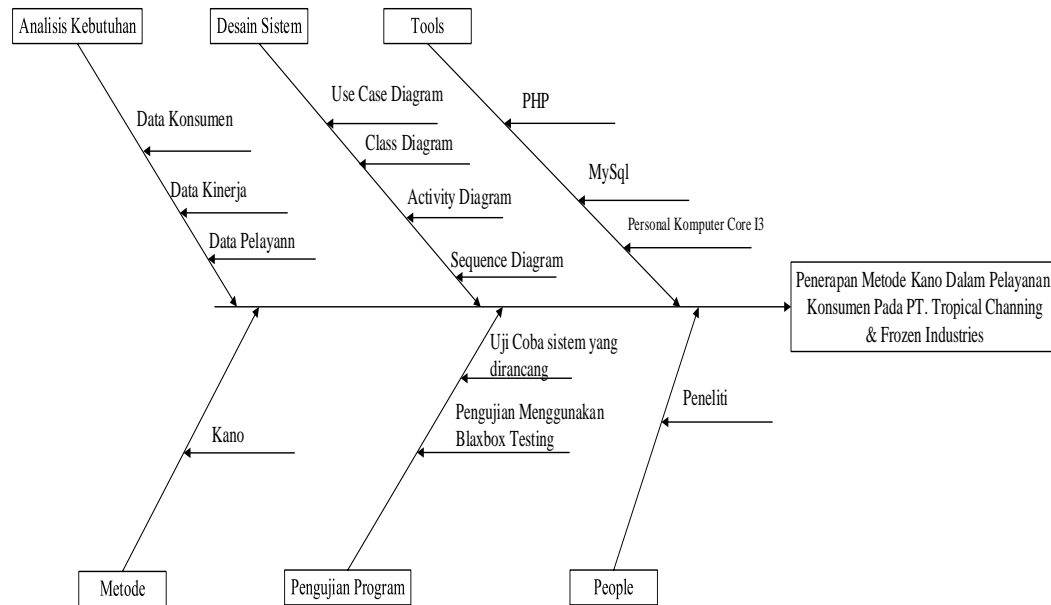 Analisis Kebutuhan
Desain Sistem
Tools
Use Case Diagram
PHP
Data Konsumen
Class Diagram
MySql
Data Kinerja
Activity Diagram
Personal Komputer Core I3
Data Pelayann
Sequence Diagram
Penerapan Metode Kano Dalam Pelayanan
Konsumen Pada PT. Tropical Channing
& Frozen Industries
Uji Coba sistem yang
dirancang
Peneliti
Pengujian Menggunakan
Blaxbox Testing
Kano
Metode
Pengujian Program
People